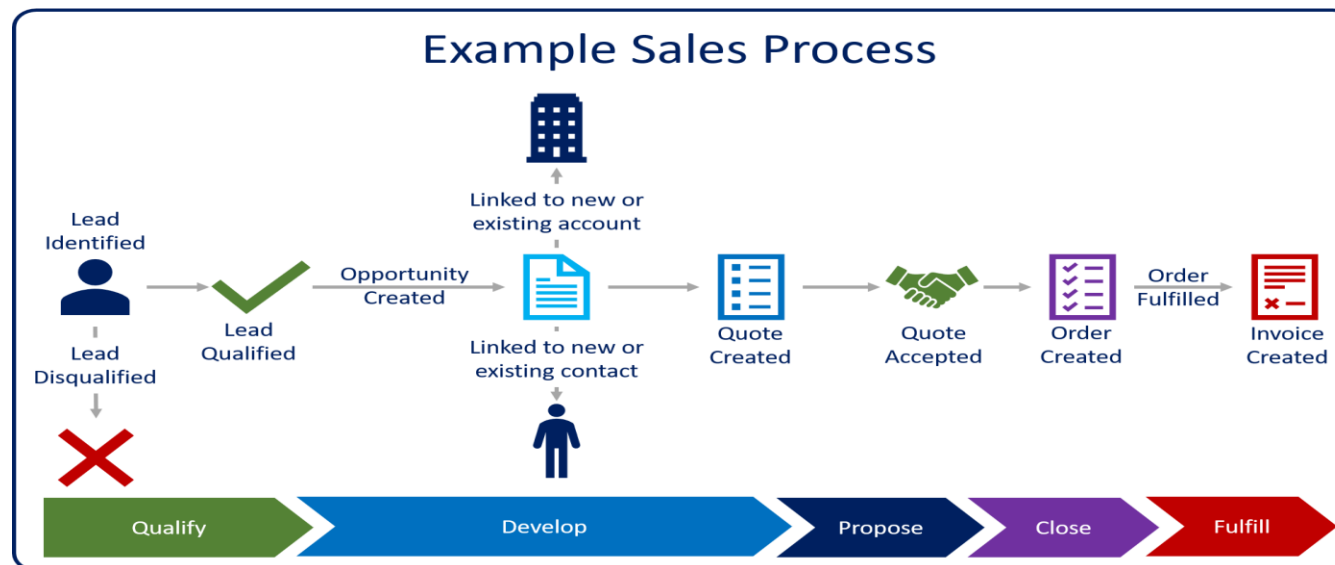 Example Sales Process
Lead
Identified
Lead
Disqualified
Lead
Qualified
Opportunity
Created
Linked to new or
existing account
Linked to new or
existing contact
Quote
Created
Quote
Accepted
Order
Created
Order
Fulfilled
Invoice
Created
Qualify
Develop
Propose
Close
Fulfill